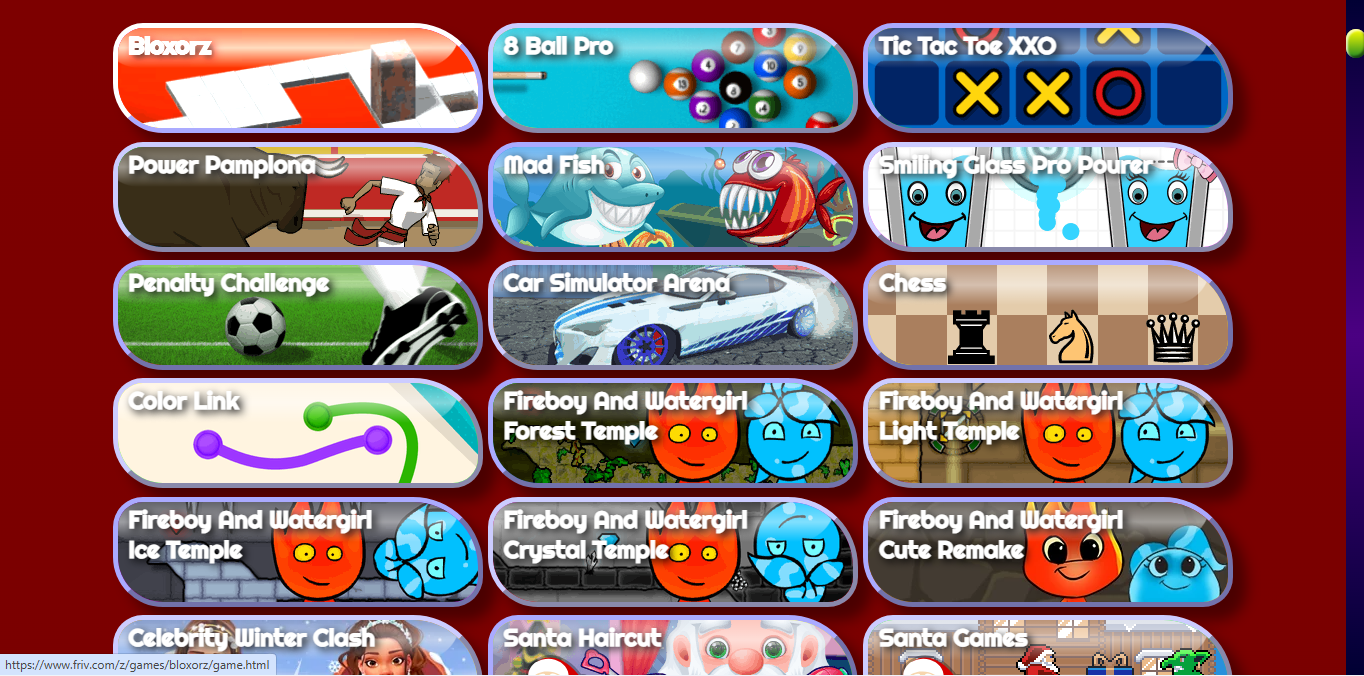 Bloxorz
8 Ball Pro
Tic Tac Toe XXO
Power Pamplona
Mad Fish
Smiling Glass Pro Pourer
Penalty Challenge
Car Simulator Arena
Chess
Color Link
Fireboy And Watergirl
Forest Temple
Fireboy And Watergirl
Light Temple
Fireboy And Watergirl
Ice Temple
Fireboy And Watergirl
Crystal Temple
Fireboy And Watergirl
Cute Remake
Celebrity Winter Clash
Santa Haircut
Santa Games
https://www.friv.com/z/games/bloxorz/game.html